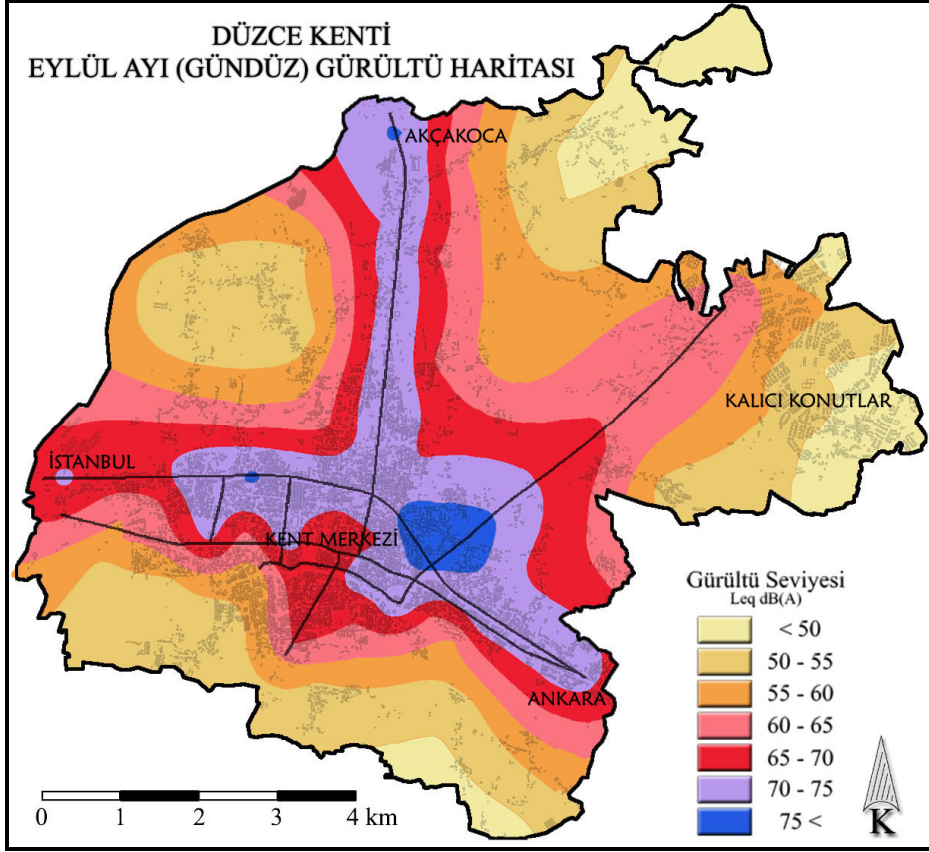 DÜZCE KENTİ
EYLÜL AYI (GÜNDÜZ) GÜRÜLTÜ HARİTASI
AKÇAKOCA
KALICI KONUTLAR
İSTANBUL
KENT MERKEZİ
ANKARA
Gürültü Seviyesi
Leq dB(A)
< 50
50 - 55
55 - 60
60 - 65
65 - 70
70 - 75
75 <
0 1 2 3 4 km
K